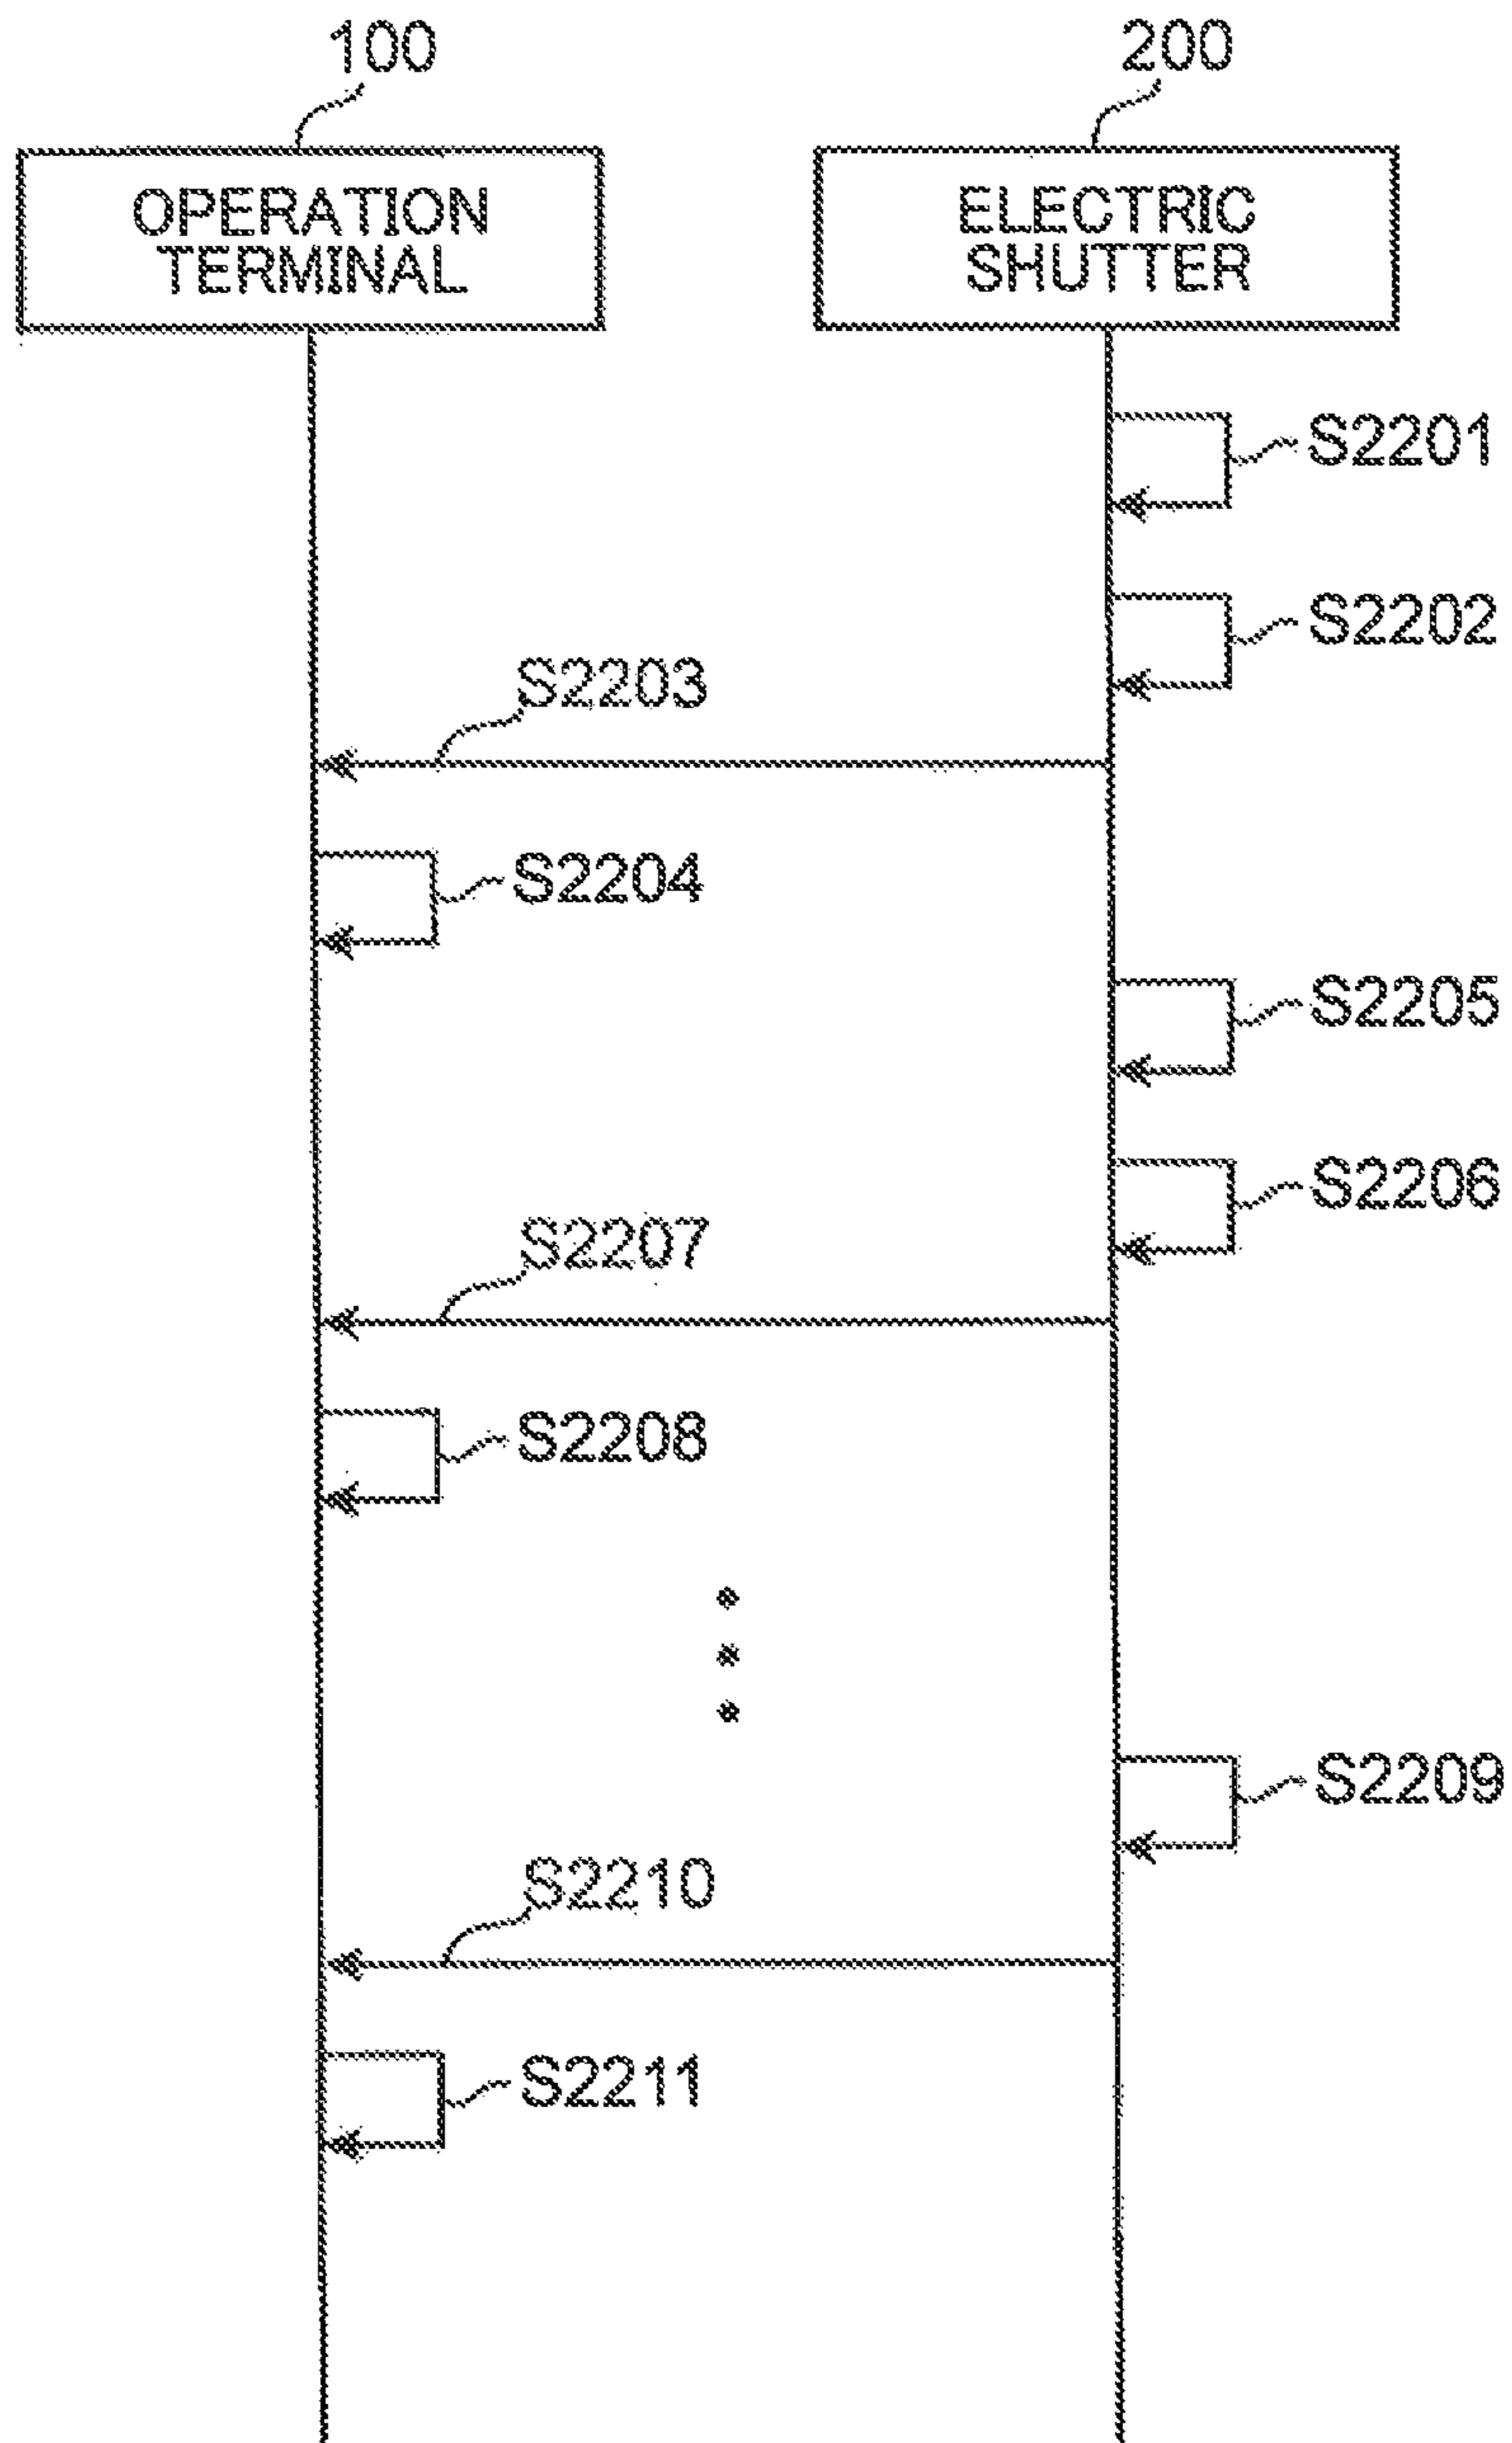 100
200
OPERATION
TERMINAL
ELECTRIC
SHUTTER
S2201
S2202
S2203
S2204
S2205
S2206
S2207
S2208
S2209
S2210
S2211